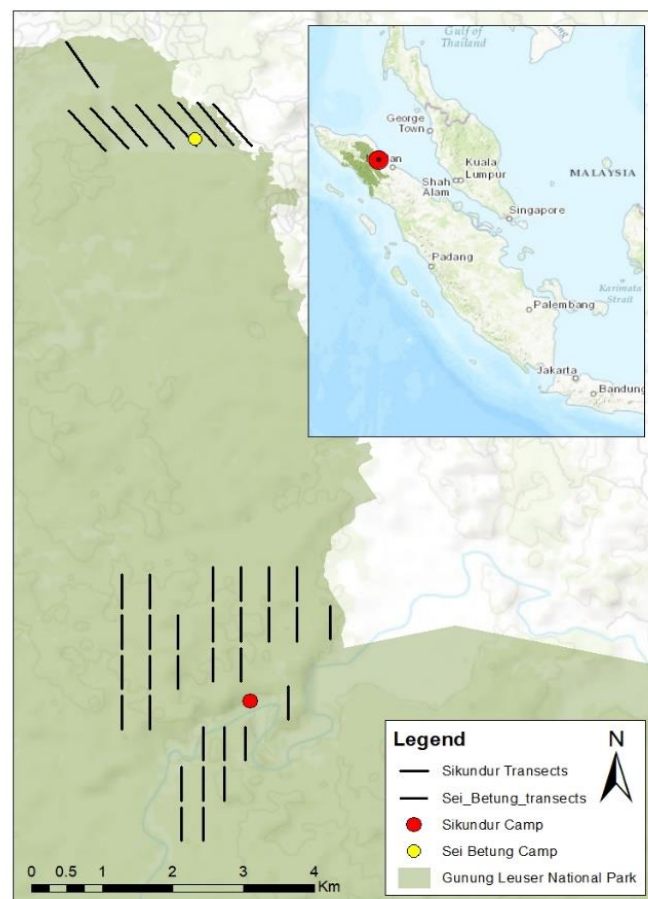 Gulf of
Thailand
George
Town
Kuala
Lumpur
Shah
Alam
MALAYSIA
Singapore
Padang
Karimata
Strait
Palembang
Jakarta
Bandung
Legend
N
Sikundur Transects
Sei_Betung_transects
Sikundur Camp
Sei Betung Camp
Gunung Leuser National Park
0 0.5 1 2 3 4
Km